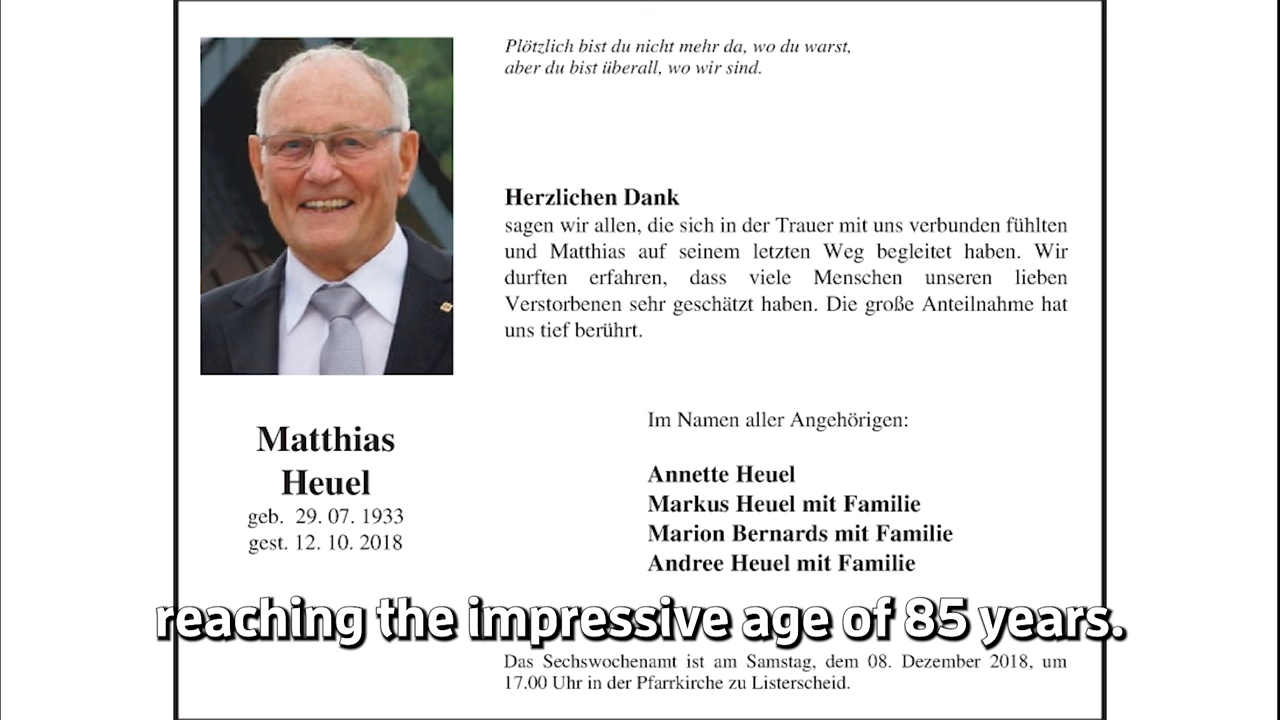 Plötzlich bist du nicht mehr da, wo du warst,
aber du bist überall, wo wir sind.
Herzlichen Dank
sagen wir allen, die sich in der Trauer mit uns verbunden fühlten
und Matthias auf seinem letzten Weg begleitet haben. Wir
durften erfahren, dass viele Menschen unseren lieben
Verstorbenen sehr geschätzt haben. Die große Anteilnahme hat
uns tief berührt.
Matthias
Heuel
geb. 29. 07. 1933
gest. 12. 10. 2018
Im Namen aller Angehörigen:
Annette Heuel
Markus Heuel mit Familie
Marion Bernards mit Familie
Andree Heuel mit Familie
reaching the impressive age of 85 years.
Das Sechswochenamt ist am Samstag, dem 08. Dezember 2018, um
17.00 Uhr in der Pfarrkirche zu Listerscheid.